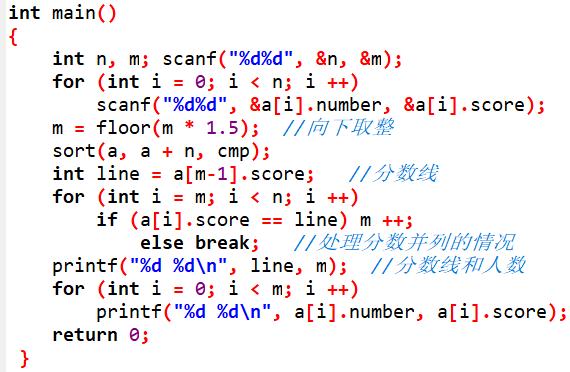 int main()
{
    int n, m; scanf("%d%d", &n, &m);
    for (int i = 0; i < n; i ++)
        scanf("%d%d", &a[i].number, &a[i].score);
    m = floor(m * 1.5);  //向下取整
    sort(a, a + n, cmp);
    int line = a[m-1].score;   //分数线
    for (int i = m; i < n; i ++)
        if (a[i].score == line) m ++;
            else break;   //处理分数并列的情况
    printf("%d %d\n", line, m);  //分数线和人数
    for (int i = 0; i < m; i ++)
        printf("%d %d\n", a[i].number, a[i].score);
    return 0;
}